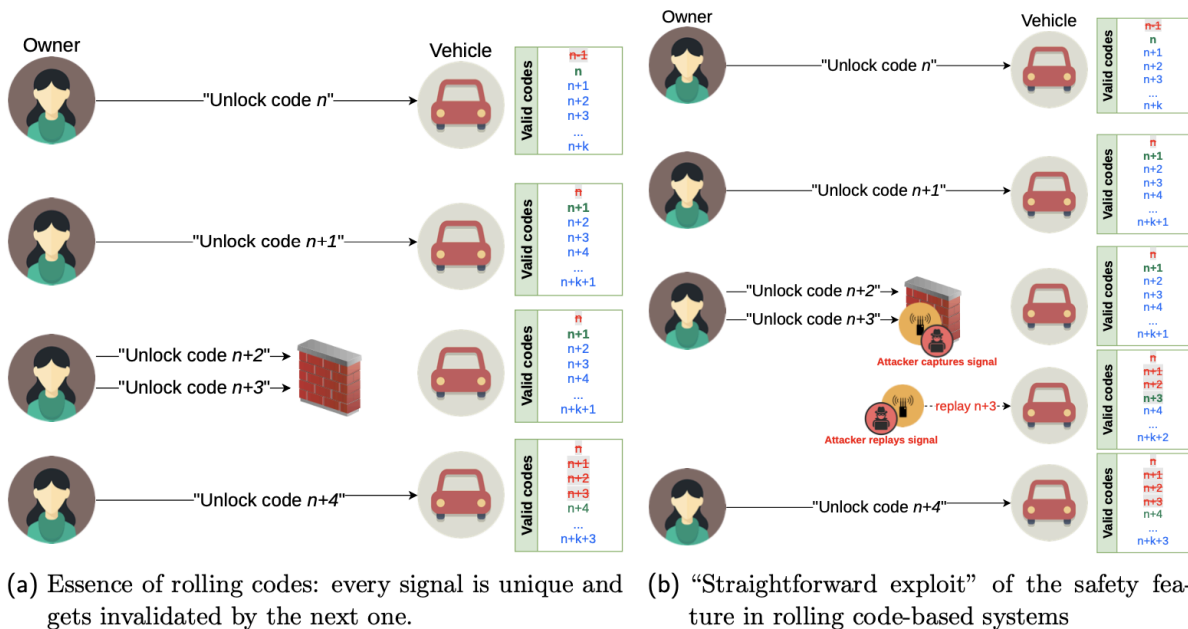 Owner
Vehicle
"Unlock code n"
Valid codes
n-1
n
n+1
n+2
n+3
...
n+k
"Unlock code n+1"
Valid codes
n
n+1
n+2
n+3
n+4
...
n+k+1
"Unlock code n+2"
"Unlock code n+3"
Valid codes
n
n+1
n+2
n+3
n+4
...
n+k+1
"Unlock code n+4"
Valid codes
n
n+1
n+2
n+3
n+4
...
n+k+3
(a) Essence of rolling codes: every signal is unique and
gets invalidated by the next one.
Owner
Vehicle
"Unlock code n"
Valid codes
n-1
n
n+1
n+2
n+3
...
n+k
"Unlock code n+1"
Valid codes
n
n+1
n+2
n+3
n+4
...
n+k+1
"Unlock code n+2"
"Unlock code n+3"
Attacker captures signal
Valid codes
n
n+1
n+2
n+3
n+4
...
n+k+1
replay n+3
Attacker replays signal
Valid codes
n
n+1
n+2
n+3
n+4
...
n+k+2
"Unlock code n+4"
Valid codes
n
n+1
n+2
n+3
n+4
...
n+k+3
(b) “Straightforward exploit” of the safety fea-
ture in rolling code-based systems